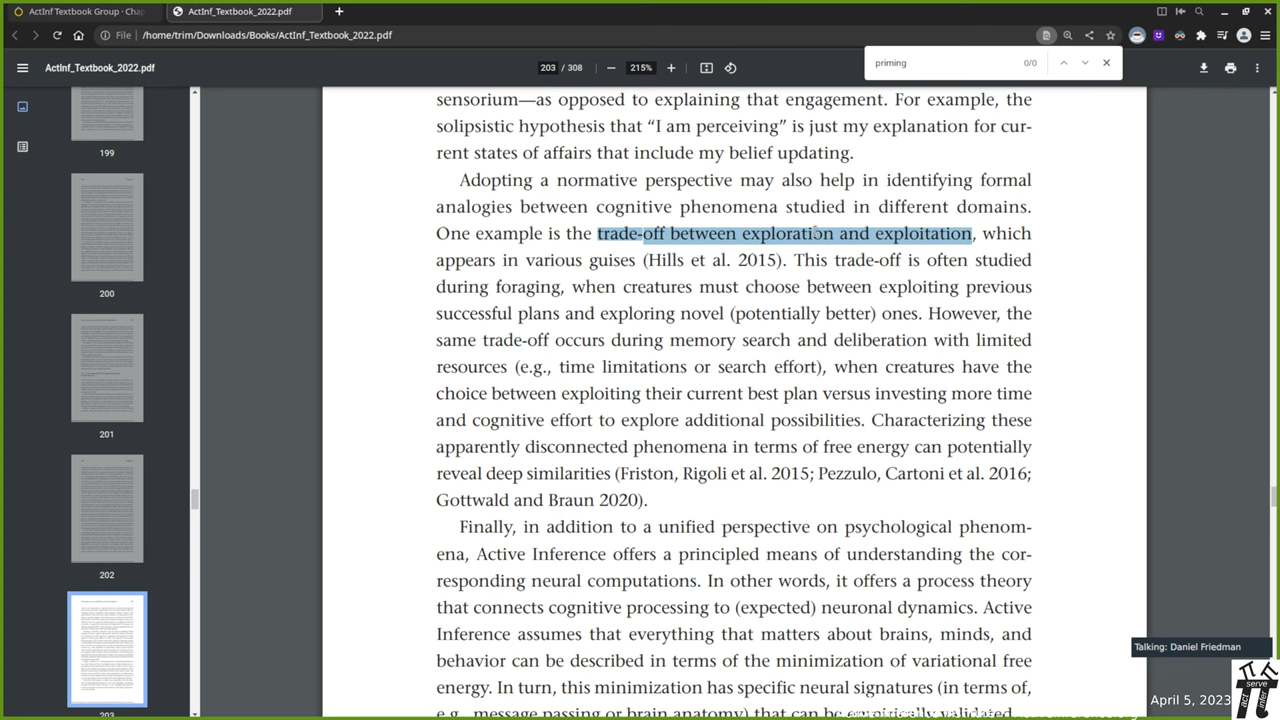 ActInf Textbook Group - Chap
ActInf_Textbook_2022.pdf
File
/home/trim/Downloads/Books/ActInf_Textbook_2022.pdf
ActInf_Textbook_2022.pdf
203 / 308
215%
priming
0/0
199
200
201
202
203
sensorium—as opposed to explaining that engagement. For example, the
solipsistic hypothesis that “I am perceiving” is just my explanation for cur-
rent states of affairs that include my belief updating.
Adopting a normative perspective may also help in identifying formal
analogies between cognitive phenomena studied in different domains.
One example is the trade-off between exploration and exploitation, which
appears in various guises (Hills et al. 2015). This trade-off is often studied
during foraging, when creatures must choose between exploiting previous
successful plans and exploring novel (potentially better) ones. However, the
same trade-off occurs during memory search and deliberation with limited
resources (e.g., time limitations or search effort), when creatures have the
choice between exploiting their current best plan versus investing more time
and cognitive effort to explore additional possibilities. Characterizing these
apparently disconnected phenomena in terms of free energy can potentially
reveal deep similarities (Friston, Rigoli et al. 2015; Pezzulo, Cartoni et al. 2016;
Gottwald and Braun 2020).
Finally, in addition to a unified perspective on psychological phenom-
ena, Active Inference offers a principled means of understanding the cor-
responding neural computations. In other words, it offers a process theory
that connects cognitive processing to (expected) neuronal dynamics. Active
Inference assumes that everything that matters about brains, minds, and
behavior can be described in terms of the minimization of variational free
energy. In turn, this minimization has specific neural signatures (in terms of,
Talking: Daniel Friedman
April 5, 2023
act
serve
infer